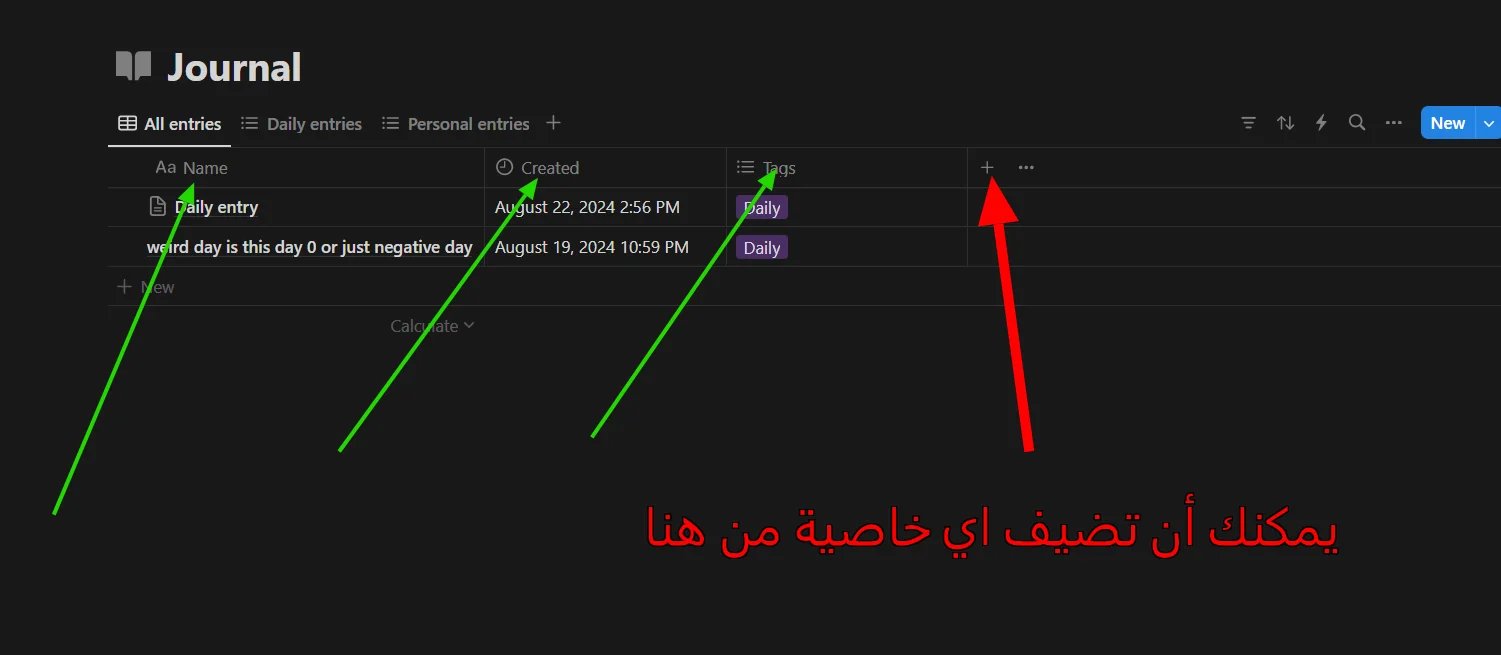 Journal
All entries Daily entries Personal entries New
Aa Name Created Tags
Daily entry August 22, 2024 2:56 PM Daily
weird day is this day 0 or just negative day August 19, 2024 10:59 PM Daily
New
Calculate
يمكنك أن تضيف اي خاصية من هنا